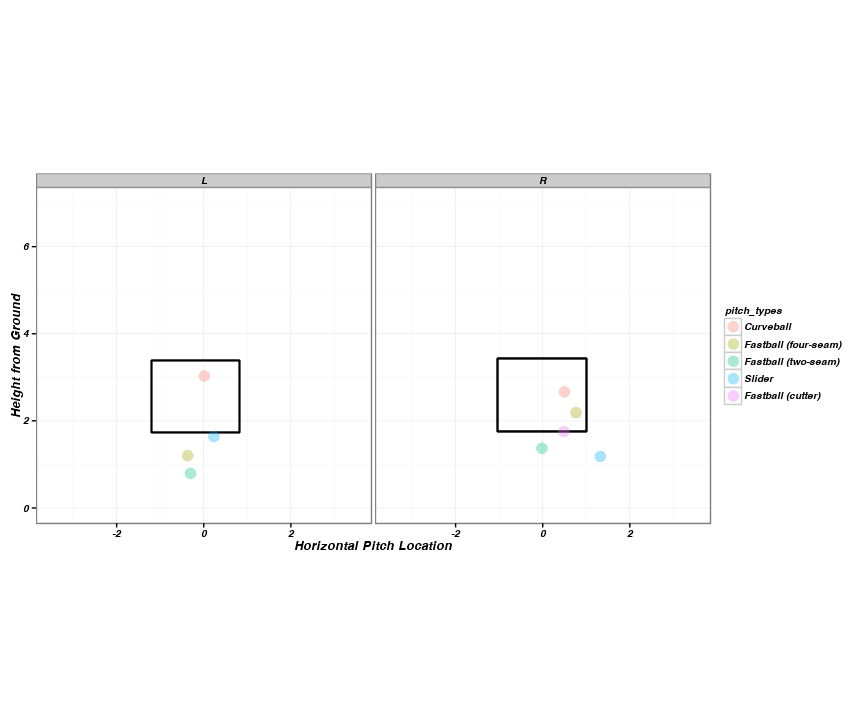 L
R
Height from Ground
6
4
2
0
-2
0
2
-2
0
2
Horizontal Pitch Location
pitch_types
Curveball
Fastball (four-seam)
Fastball (two-seam)
Slider
Fastball (cutter)